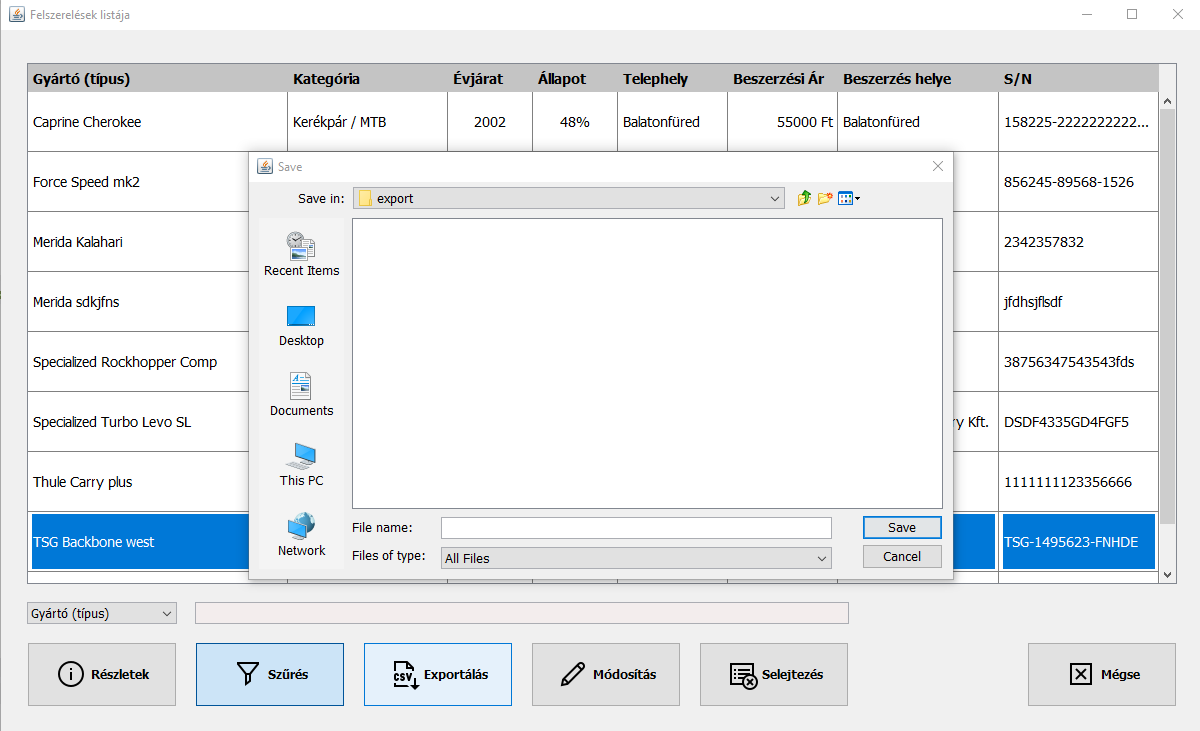 Felszerelések listája
Gyártó (típus) Kategória Évjárat Állapot Telephely Beszerzési Ár Beszerzés helye S/N
Caprine Cherokee Kerékpár / MTB 2002 48% Balatonfüred 55000 Ft Balatonfüred 158225-2222222222...
Save
Force Speed mk2 856245-89568-1526
Save in: export
Merida Kalahari 2342357832
Recent Items
Merida sdkjfns jfdhsjflsdf
Desktop
Specialized Rockhopper Comp 38756347543543fds
Documents
Specialized Turbo Levo SL Kft. DSDF4335GD4FGF5
This PC
Thule Carry plus 1111111123356666
File name: Save
TSG Backbone west TSG-1495623-FNHDE
Network
Files of type: All Files Cancel
Gyártó (típus)
Részletek Szűrés CSV Exportálás Módosítás Selejtezés Mégse